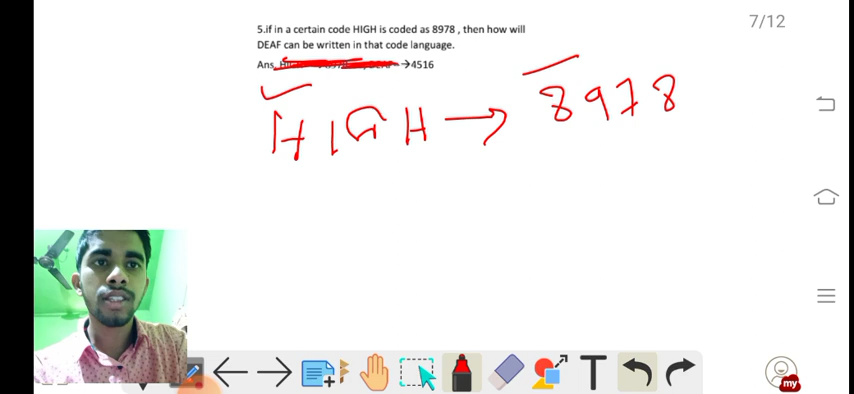 7/12
5.if in a certain code HIGH is coded as 8978 , then how will
DEAF can be written in that code language.
Ans, →4516
HIGH → 8978
T
my